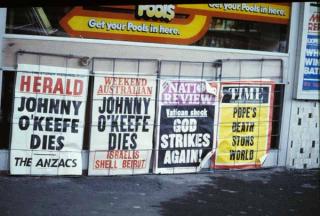 POOLS
Get your Pools in here.
Get your Pools in here.
HERALD
JOHNNY
O'KEEFE
DIES
THE ANZACS
WEEKEND
AUSTRALIAN
JOHNNY
O'KEEFE
DIES
ISRAELIS
SHELL BEIRUT
NATION
REVIEW
Vatican shock
GOD
STRIKES
AGAIN!
TIME
POPE'S
DEATH
STUNS
WORLD